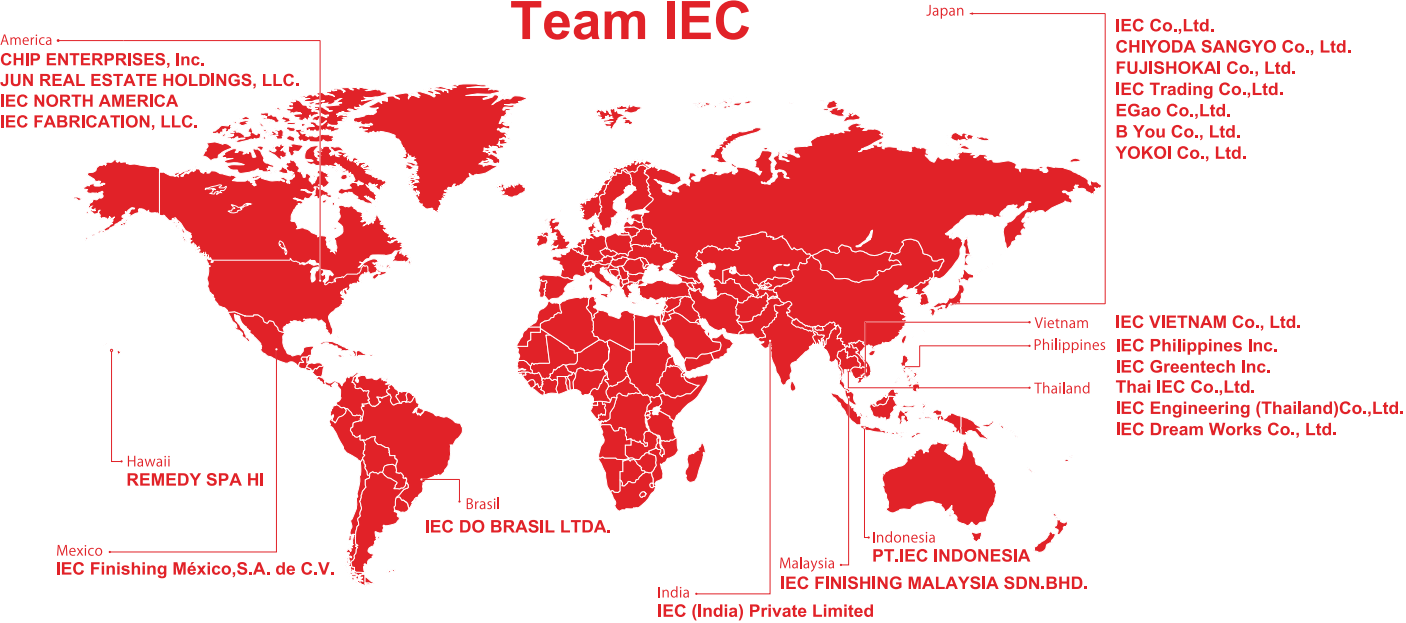 Team IEC
America
CHIP ENTERPRISES, Inc.
JUN REAL ESTATE HOLDINGS, LLC.
IEC NORTH AMERICA
IEC FABRICATION, LLC.
Japan
IEC Co.,Ltd.
CHIYODA SANGYO Co., Ltd.
FUJISHOKAI Co., Ltd.
IEC Trading Co.,Ltd.
EGao Co.,Ltd.
B You Co., Ltd.
YOKOI Co., Ltd.
Vietnam
IEC VIETNAM Co., Ltd.
Philippines
IEC Philippines Inc.
IEC Greentech Inc.
Thailand
Thai IEC Co.,Ltd.
IEC Engineering (Thailand)Co.,Ltd.
IEC Dream Works Co., Ltd.
Hawaii
REMEDY SPA HI
Brasil
IEC DO BRASIL LTDA.
Mexico
IEC Finishing México,S.A. de C.V.
Indonesia
PT.IEC INDONESIA
Malaysia
IEC FINISHING MALAYSIA SDN.BHD.
India
IEC (India) Private Limited